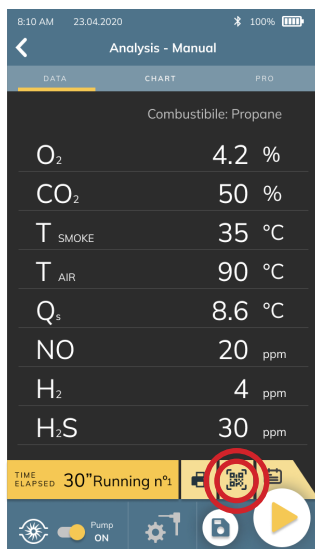 8:10 AM 23.04.2020 100%
Analysis - Manual
DATA CHART PRO
Combustibile: Propane
O₂ 4.2 %
CO₂ 50 %
T SMOKE 35 °C
T AIR 90 °C
Qs 8.6 °C
NO 20 ppm
H₂ 4 ppm
H₂S 30 ppm
TIME
ELAPSED 30” Running nº1
Pump
ON